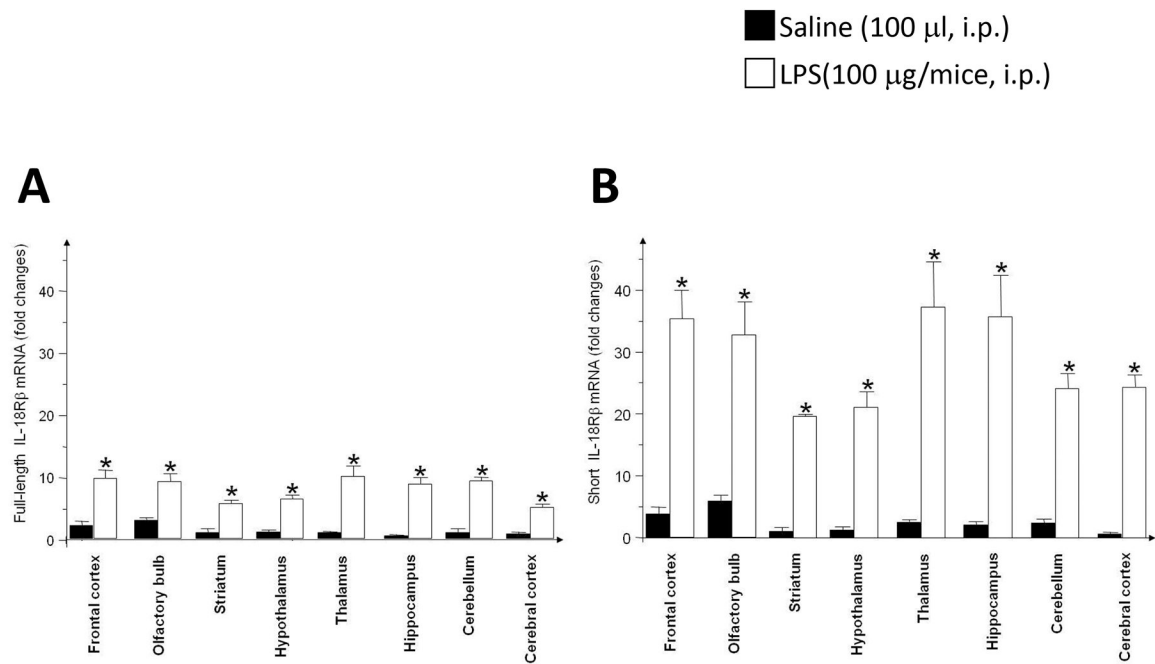 Saline (100 μl, i.p.)
LPS(100 μg/mice, i.p.)
A
Full-length IL-18Rβ mRNA (fold changes)
40
30
20
10
0
* * * * * * * *
Frontal cortex
Olfactory bulb
Striatum
Hypothalamus
Thalamus
Hippocampus
Cerebellum
Cerebral cortex
B
Short IL-18Rβ mRNA (fold changes)
40
30
20
10
0
* * * * * * * *
Frontal cortex
Olfactory bulb
Striatum
Hypothalamus
Thalamus
Hippocampus
Cerebellum
Cerebral cortex